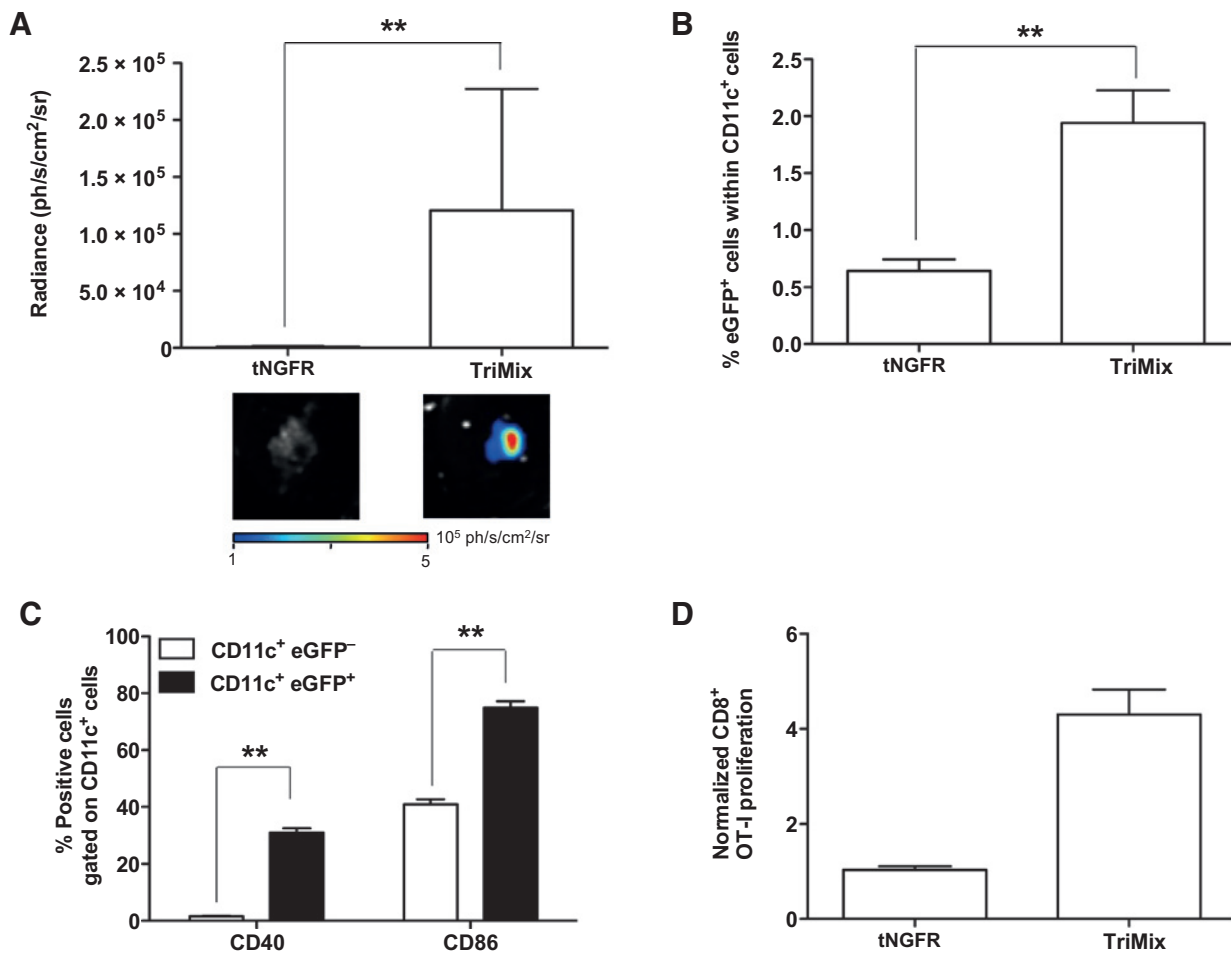 A
**
Radiance (ph/s/cm²/sr)
2.5 × 10⁵
2.0 × 10⁵
1.5 × 10⁵
1.0 × 10⁵
5.0 × 10⁴
0
tNGFR
TriMix
10⁵ ph/s/cm²/sr
1
5
B
**
% eGFP⁺ cells within CD11c⁺ cells
2.5
2.0
1.5
1.0
0.5
0.0
tNGFR
TriMix
C
% Positive cells
gated on CD11c⁺ cells
100
80
60
40
20
0
CD11c⁺ eGFP⁻
CD11c⁺ eGFP⁺
**
**
CD40
CD86
D
Normalized CD8⁺
OT-I proliferation
6
4
2
0
tNGFR
TriMix